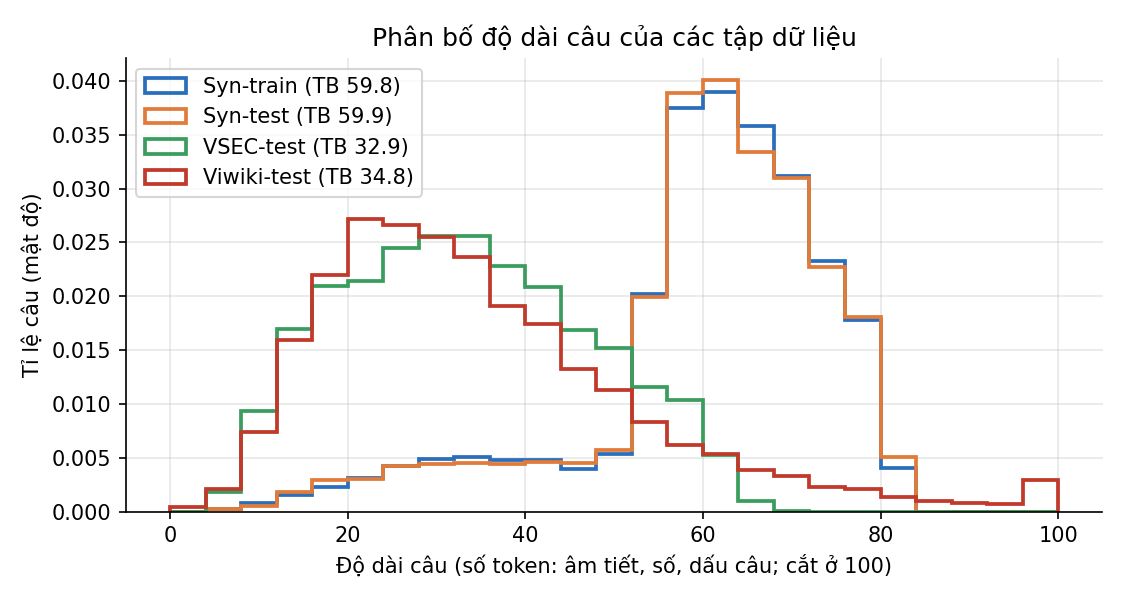 Phân bố độ dài câu của các tập dữ liệu
Syn-train (TB 59.8)
Syn-test (TB 59.9)
VSEC-test (TB 32.9)
Viwiki-test (TB 34.8)
Tỉ lệ câu (mật độ)
0.040
0.035
0.030
0.025
0.020
0.015
0.010
0.005
0.000
0
20
40
60
80
100
Độ dài câu (số token: âm tiết, số, dấu câu; cắt ở 100)